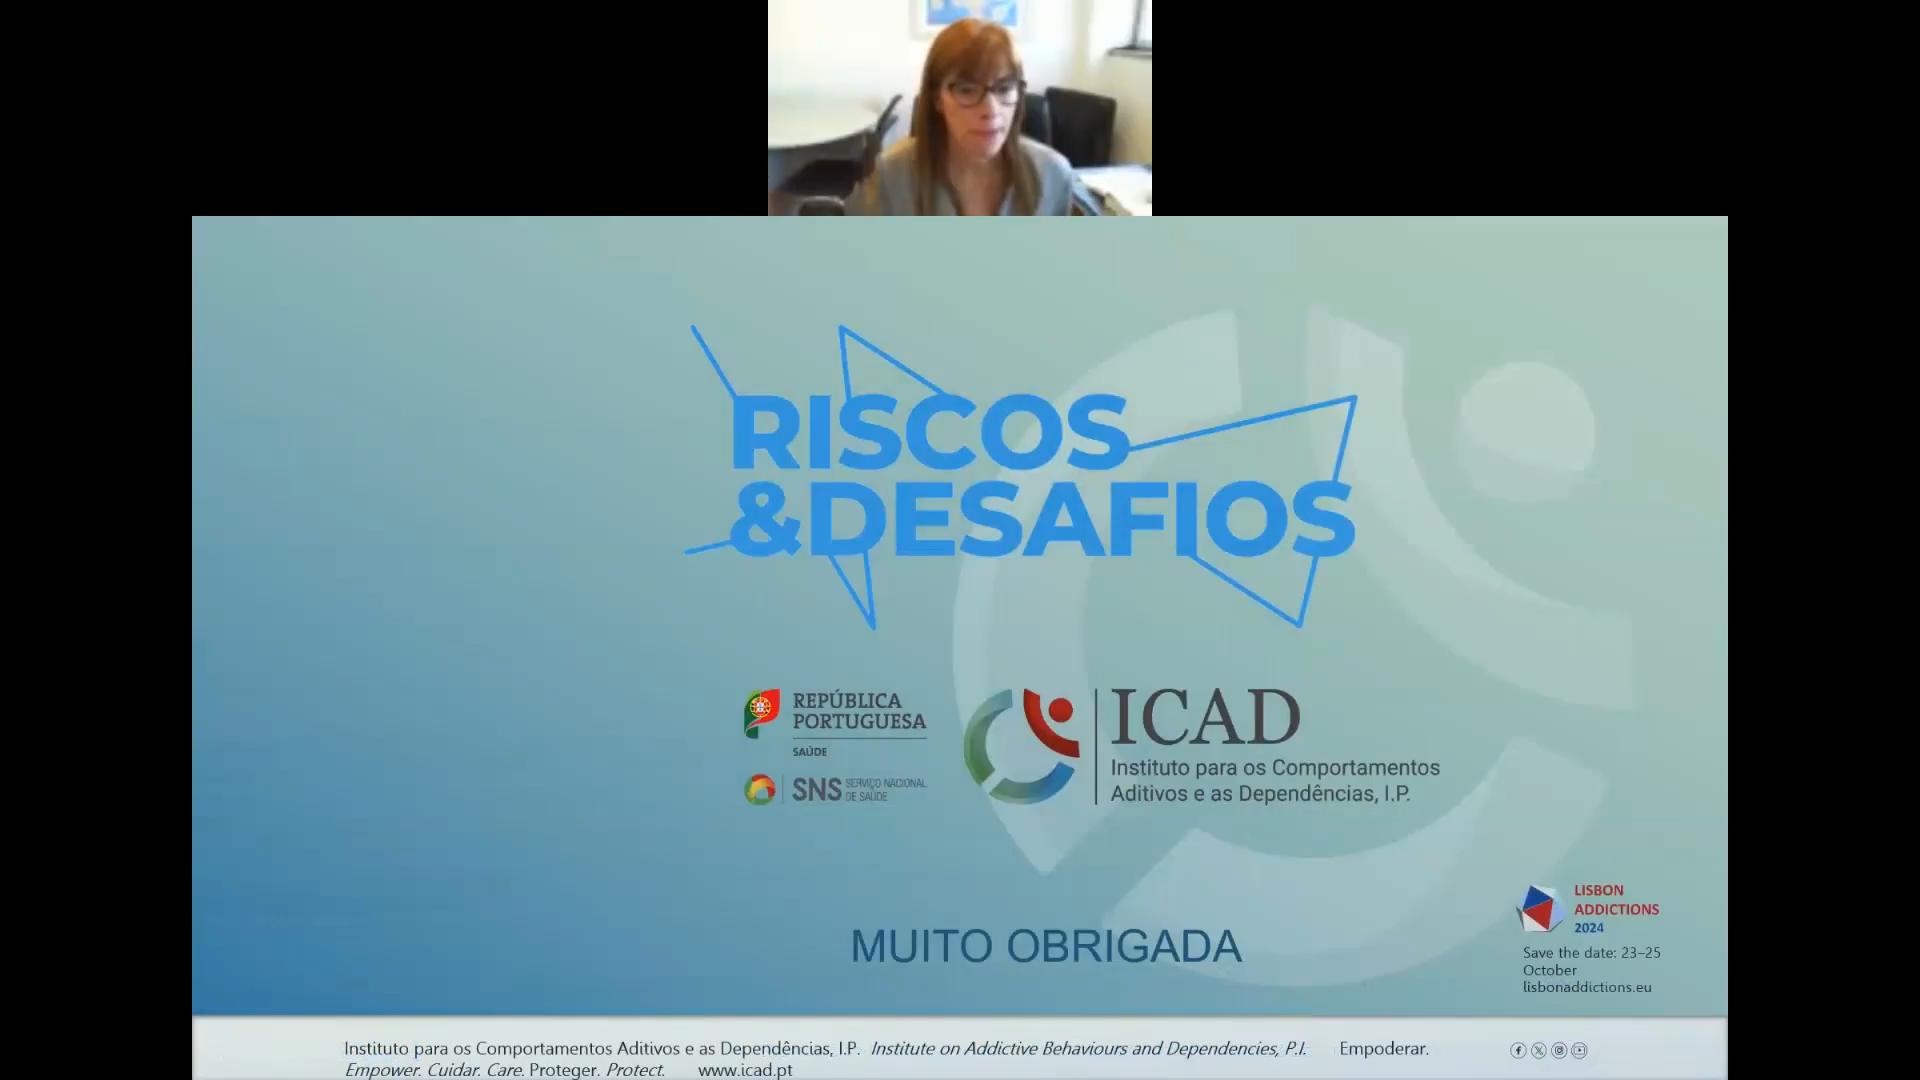 RISCOS
&DESAFIOS
REPÚBLICA
PORTUGUESA
SAÚDE
SNS SERVIÇO NACIONAL
DE SAÚDE
ICAD
Instituto para os Comportamentos
Aditivos e as Dependências, I.P.
MUITO OBRIGADA
LISBON
ADDICTIONS
2024
Save the date: 23–25
October
lisbonaddictions.eu
Instituto para os Comportamentos Aditivos e as Dependências, I.P. Institute on Addictive Behaviours and Dependencies, P.I. Empoderar.
Empower. Cuidar. Care. Proteger. Protect. www.icad.pt